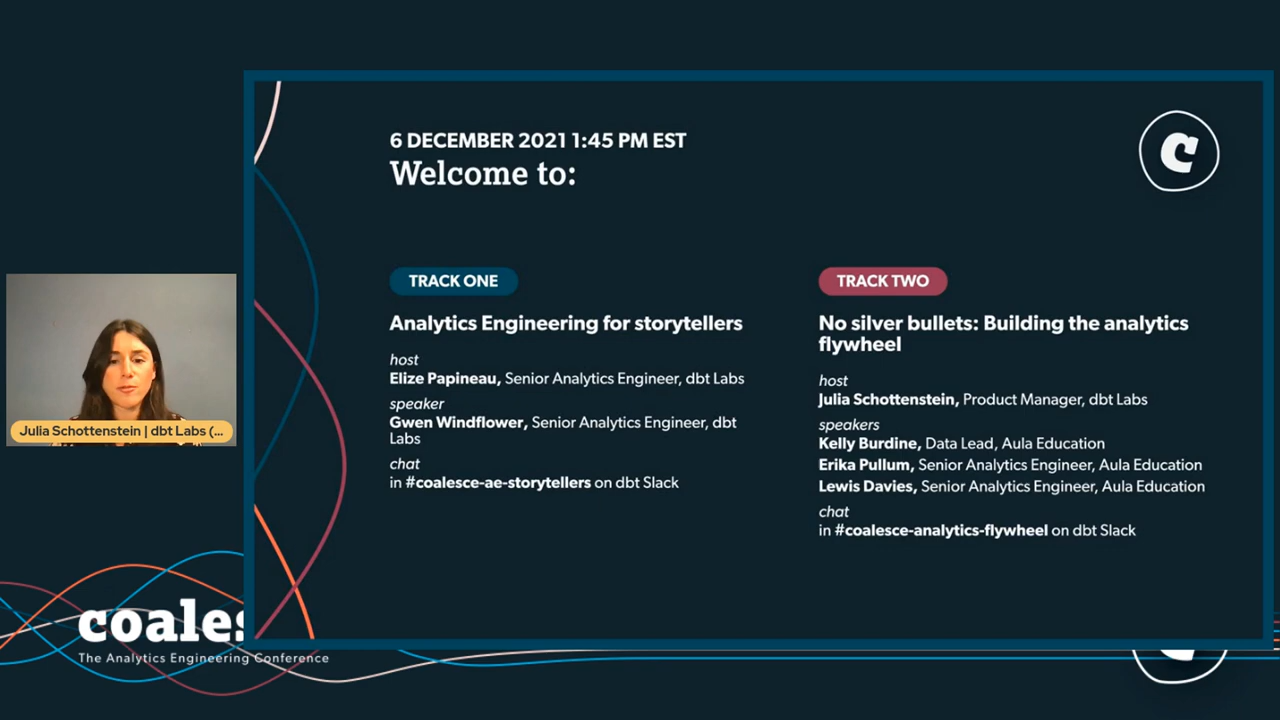 6 DECEMBER 2021 1:45 PM EST
Welcome to:
C
TRACK ONE
Analytics Engineering for storytellers
host
Elize Papineau, Senior Analytics Engineer, dbt Labs
speaker
Gwen Windflower, Senior Analytics Engineer, dbt
Labs
chat
in #coalesce-ae-storytellers on dbt Slack
TRACK TWO
No silver bullets: Building the analytics
flywheel
host
Julia Schottenstein, Product Manager, dbt Labs
speakers
Kelly Burdine, Data Lead, Aula Education
Erika Pullum, Senior Analytics Engineer, Aula Education
Lewis Davies, Senior Analytics Engineer, Aula Education
chat
in #coalesce-analytics-flywheel on dbt Slack
Julia Schottenstein | dbt Labs (...
coales
The Analytics Engineering Conference